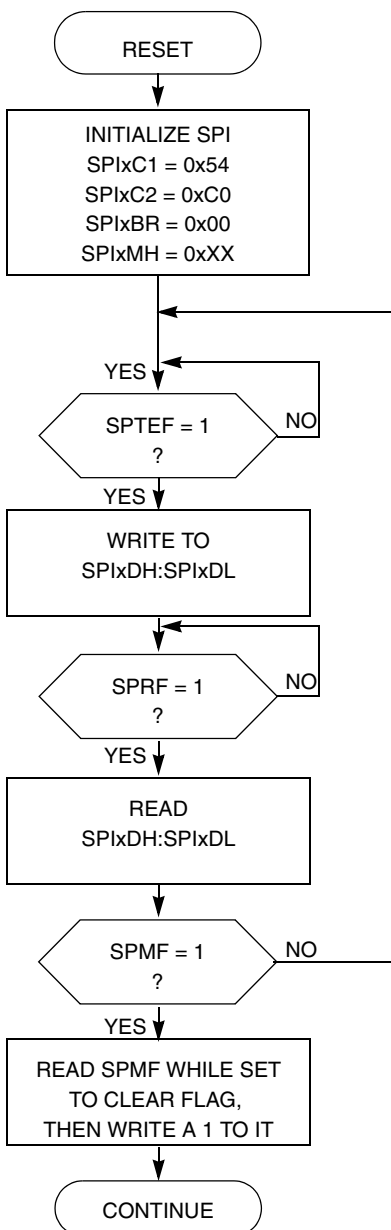 RESET
INITIALIZE SPI
SPIxC1 = 0x54
SPIxC2 = 0xC0
SPIxBR = 0x00
SPIxMH = 0xXX
YES
SPTEF = 1
?
NO
YES
WRITE TO
SPIxDH:SPIxDL
SPRF = 1
?
NO
YES
READ
SPIxDH:SPIxDL
SPMF = 1
?
NO
YES
READ SPMF WHILE SET
TO CLEAR FLAG,
THEN WRITE A 1 TO IT
CONTINUE